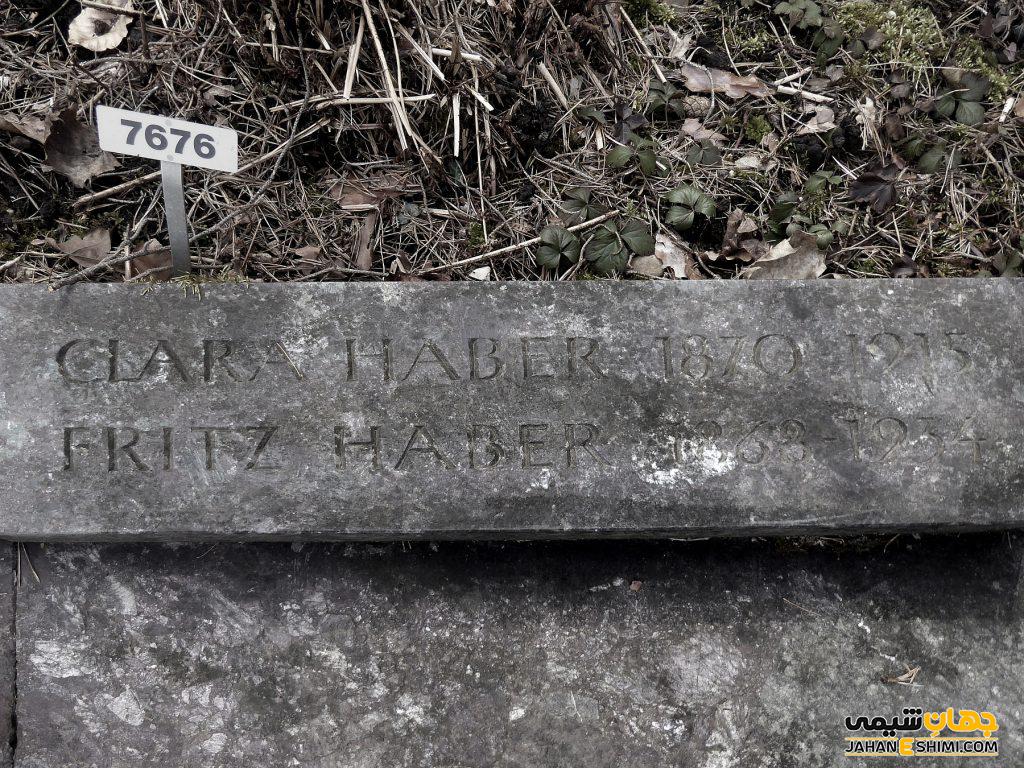 7676
CLARA HABER 1870 - 1915
FRITZ HABER 1868 - 1934
جهان شیمی
JAHANESHIMI.COM